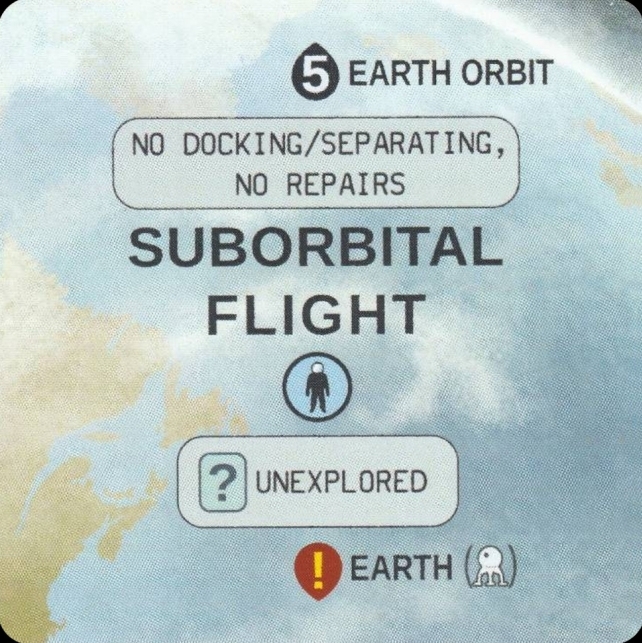 5 EARTH ORBIT
NO DOCKING/SEPARATING,
NO REPAIRS
SUBORBITAL
FLIGHT
? UNEXPLORED
! EARTH ( )